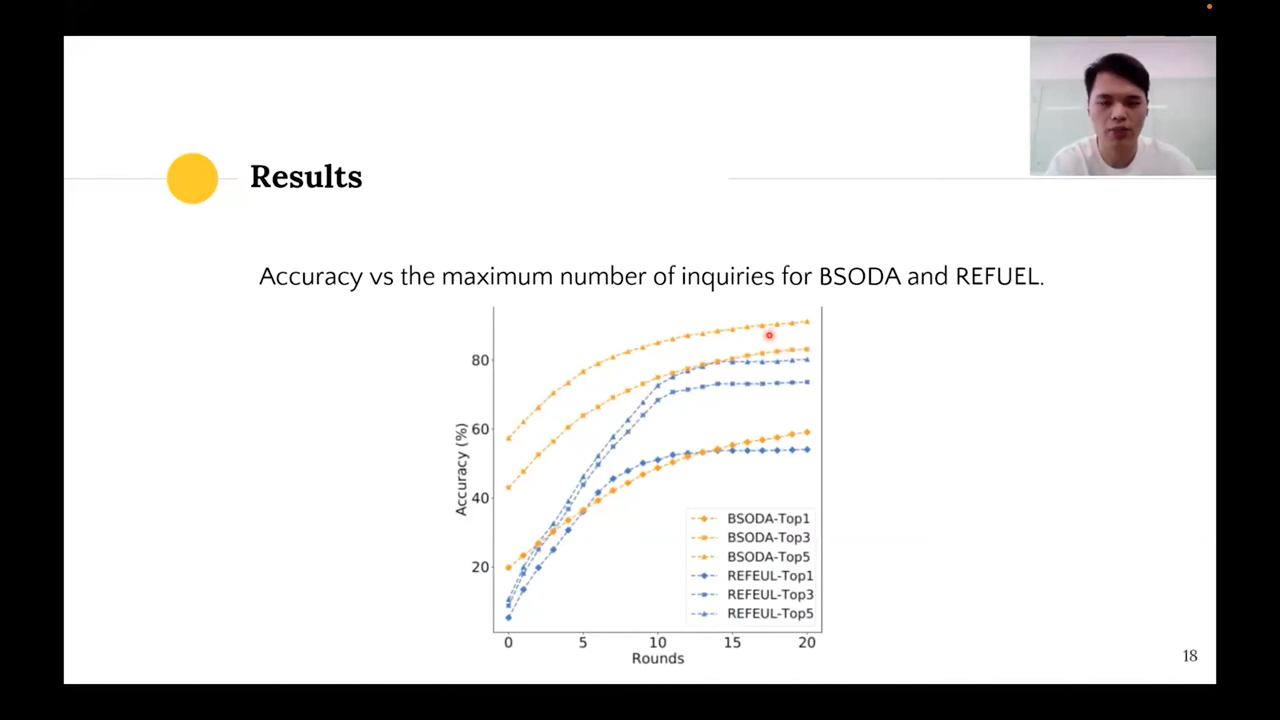 Results
Accuracy vs the maximum number of inquiries for BSODA and REFUEL.
80
60
40
20
Accuracy (%)
BSODA-Top1
BSODA-Top3
BSODA-Top5
REFEUL-Top1
REFEUL-Top3
REFEUL-Top5
0 5 10 15 20
Rounds
18